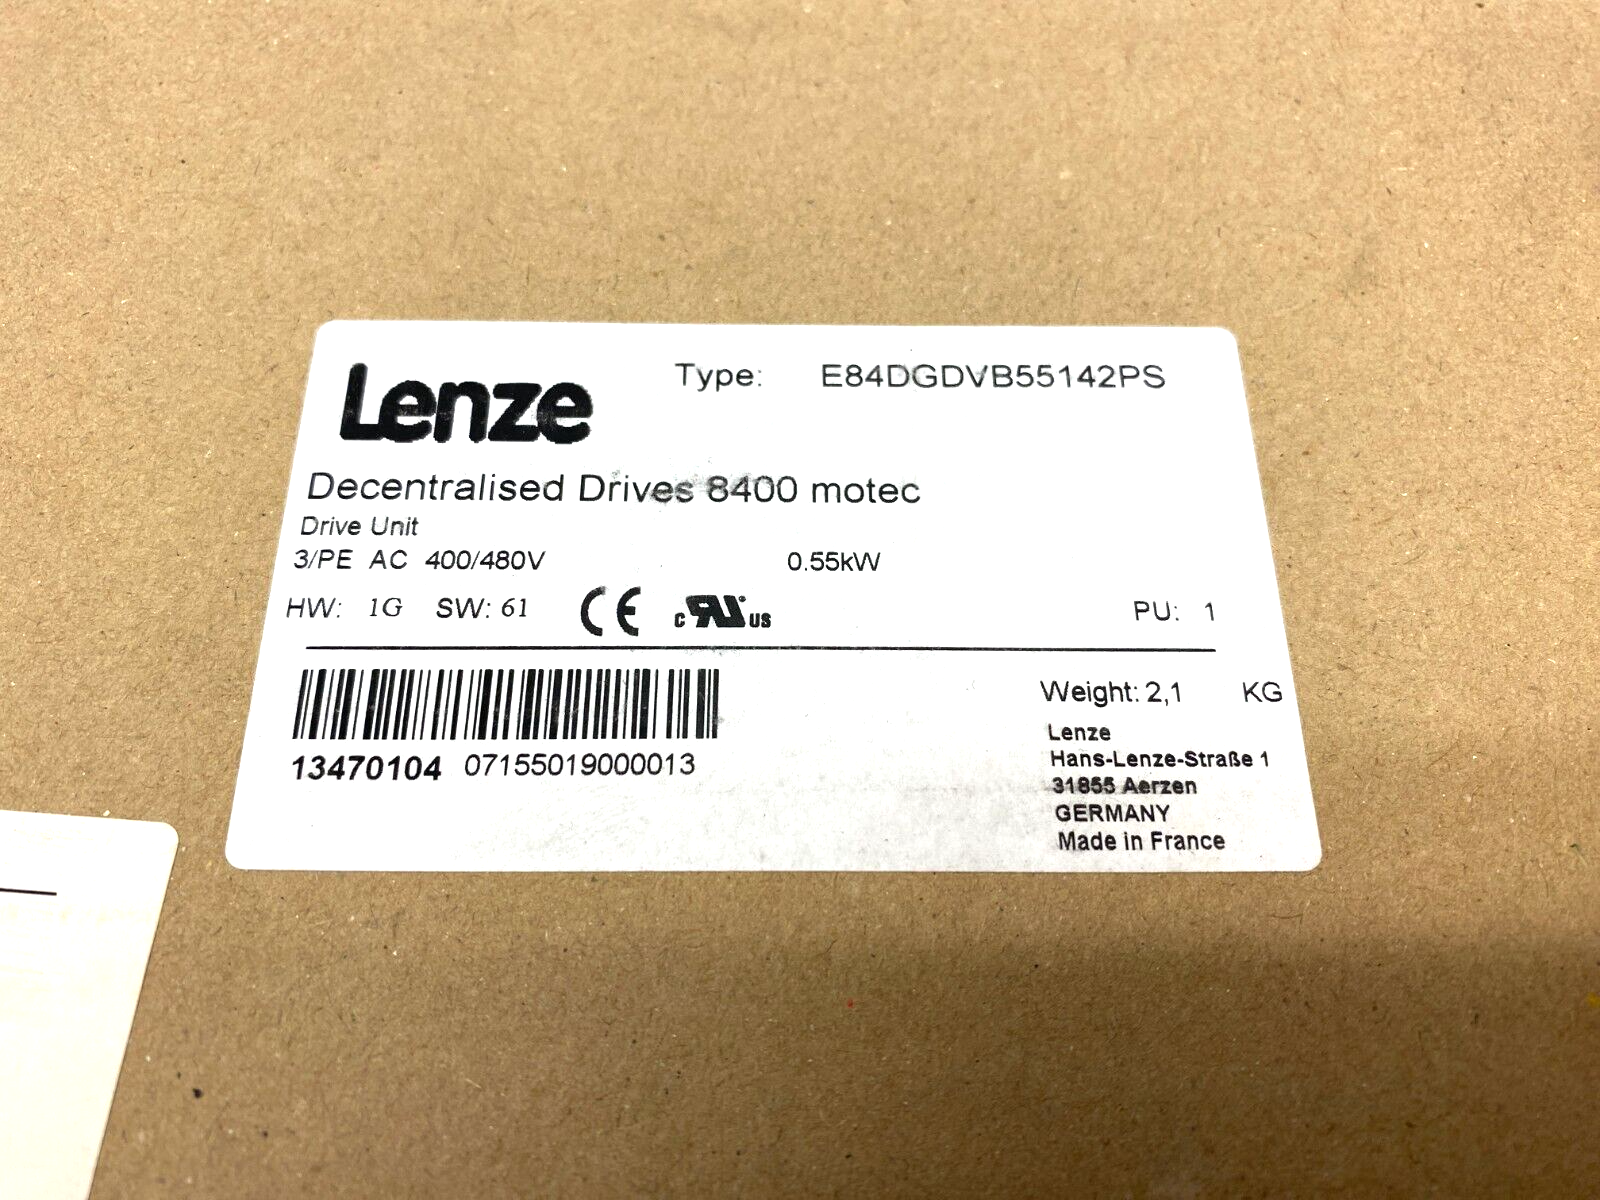 Lenze
Type: E84DGDVB55142PS
Decentralised Drives 8400 motec
Drive Unit
3/PE AC 400/480V 0.55kW
HW: 1G SW: 61 CE c RU US PU: 1
13470104 07155019000013
Weight: 2,1 KG
Lenze
Hans-Lenze-Straße 1
31855 Aerzen
GERMANY
Made in France